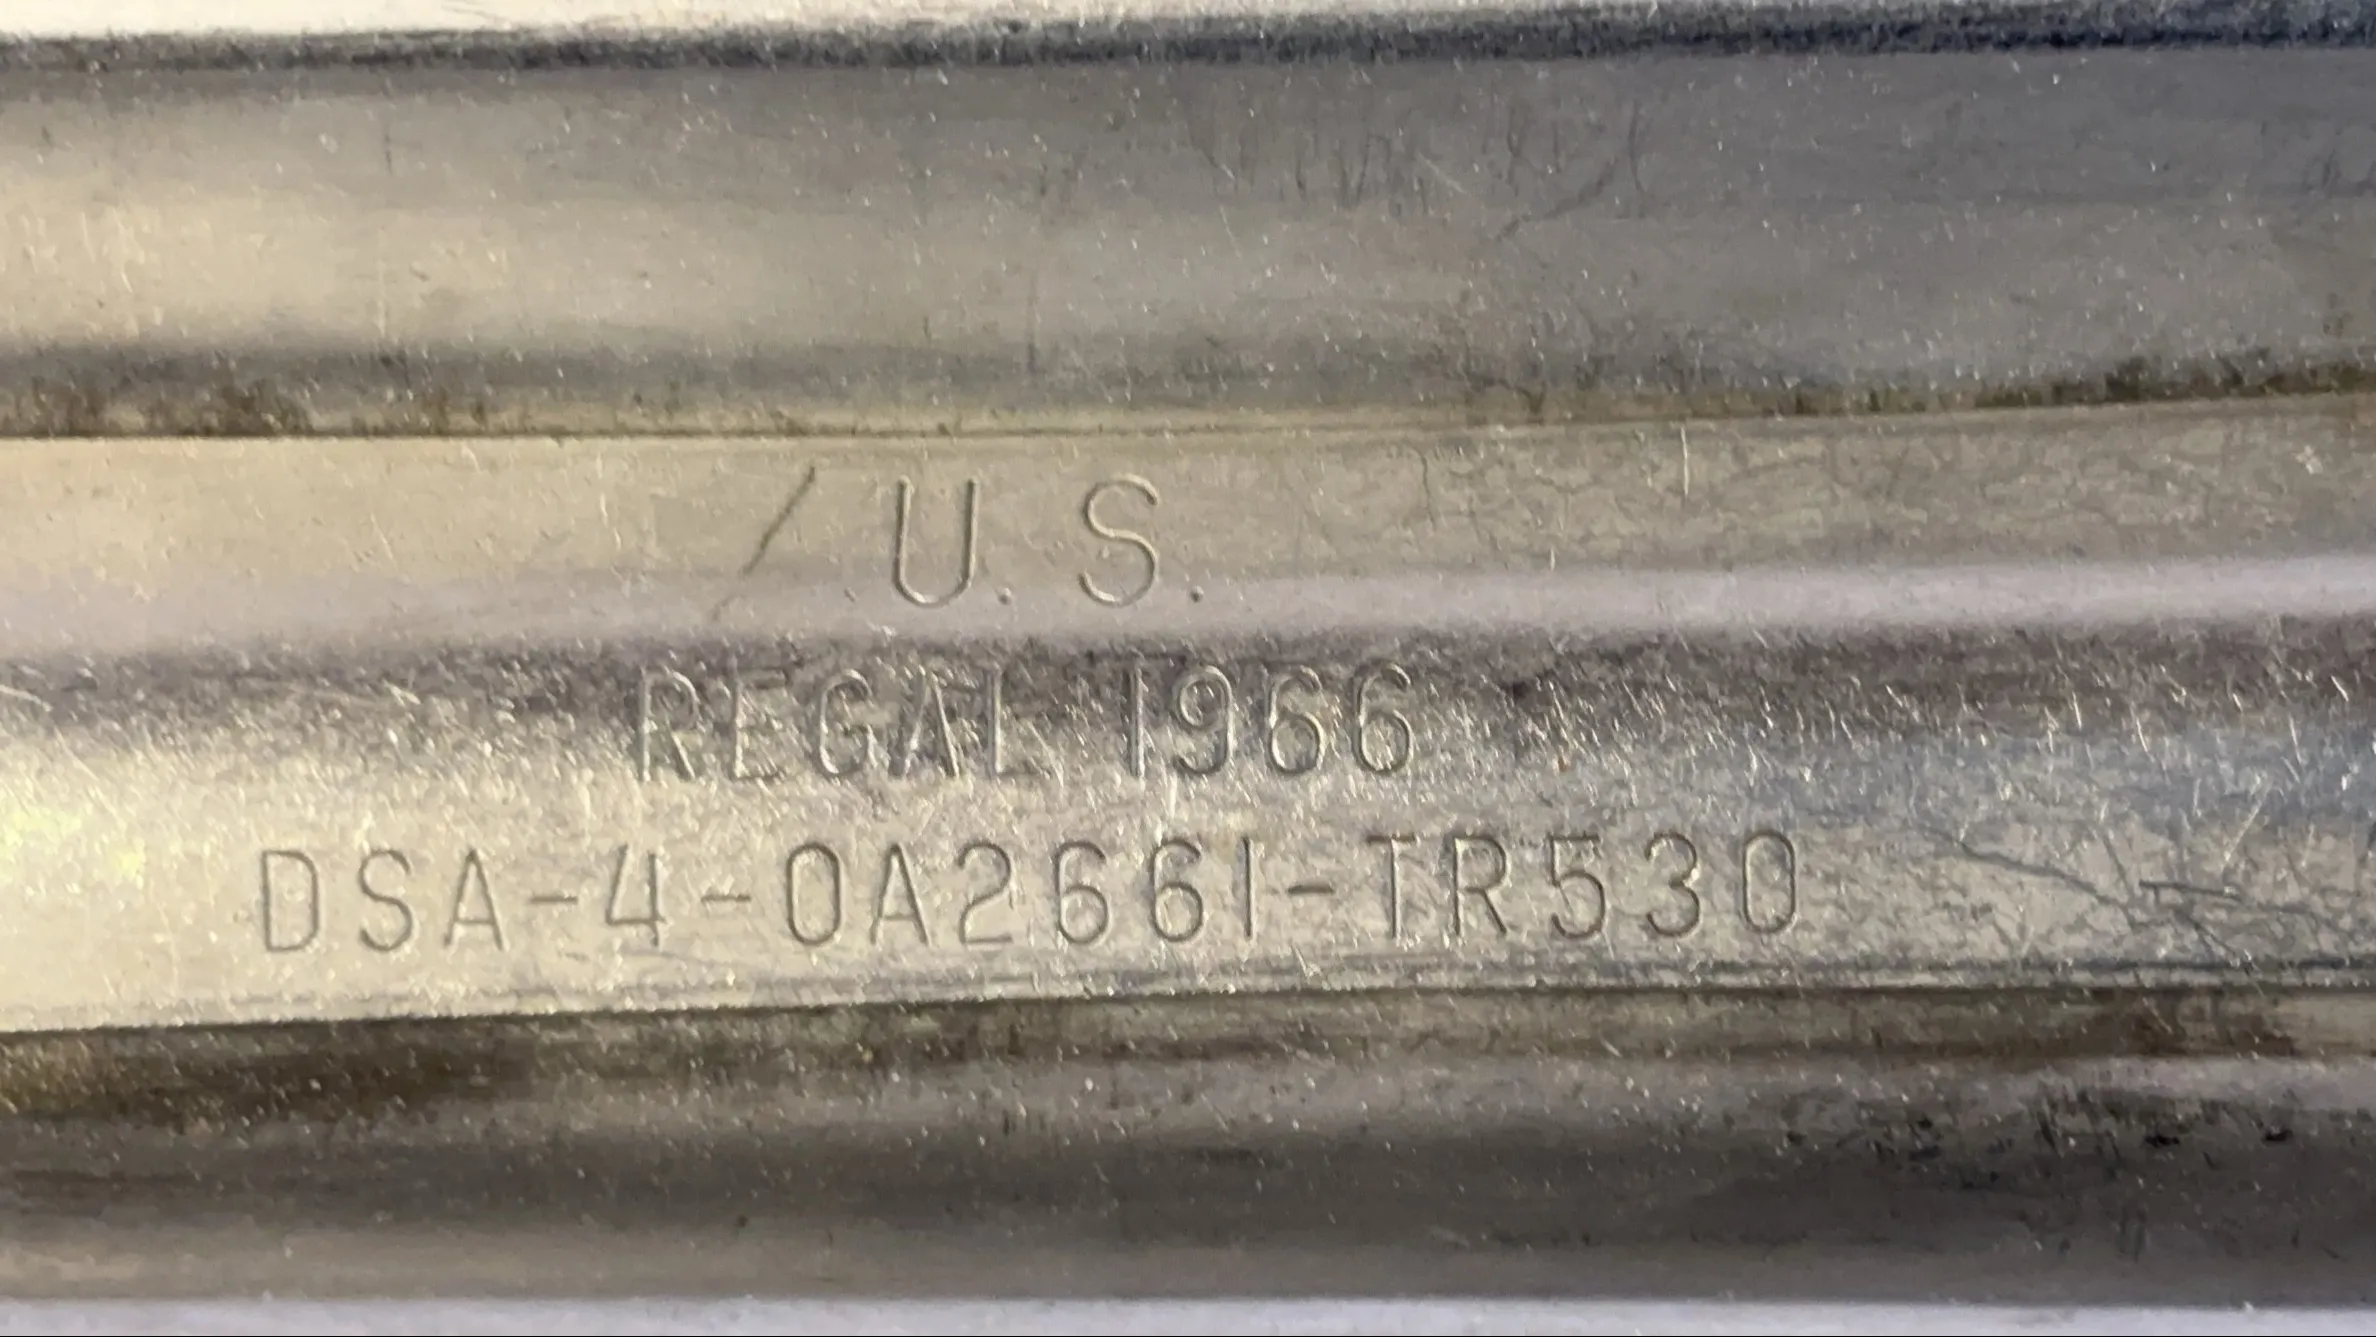 U. S.
REGAL 1966
DSA-4-0A2661-TR530